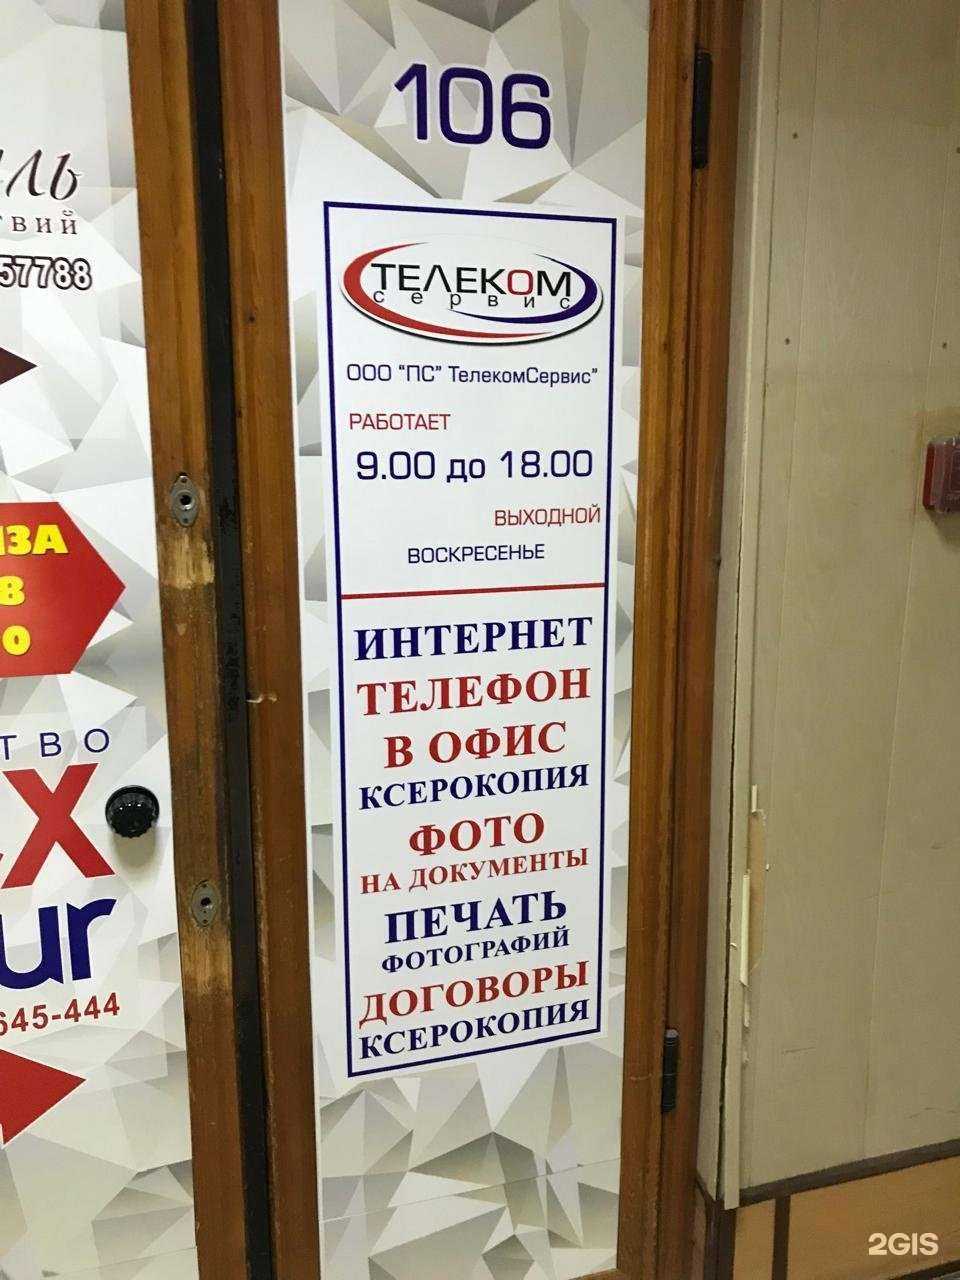 106
ТЕЛЕКОМ
сервис
ООО "ПС" ТелекомСервис"
РАБОТАЕТ
9.00 до 18.00
ВЫХОДНОЙ
ВОСКРЕСЕНЬЕ
ИНТЕРНЕТ
ТЕЛЕФОН
В ОФИС
КСЕРОКОПИЯ
ФОТО
НА ДОКУМЕНТЫ
ПЕЧАТЬ
ФОТОГРАФИЙ
ДОГОВОРЫ
КСЕРОКОПИЯ
57788
645-444
2GIS